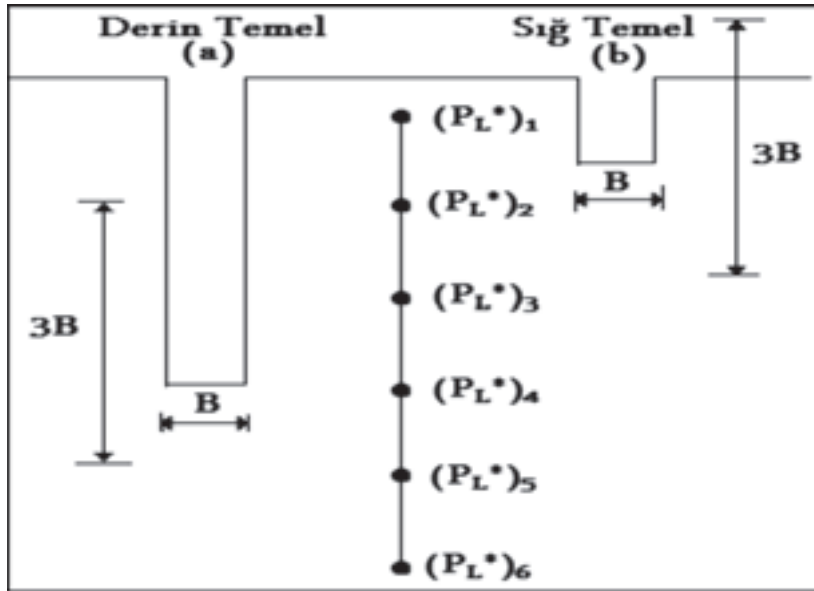 Derin Temel
(a)
Sığ Temel
(b)
(PL*)1
3B
B
(PL*)2
(PL*)3
3B
(PL*)4
B
(PL*)5
(PL*)6